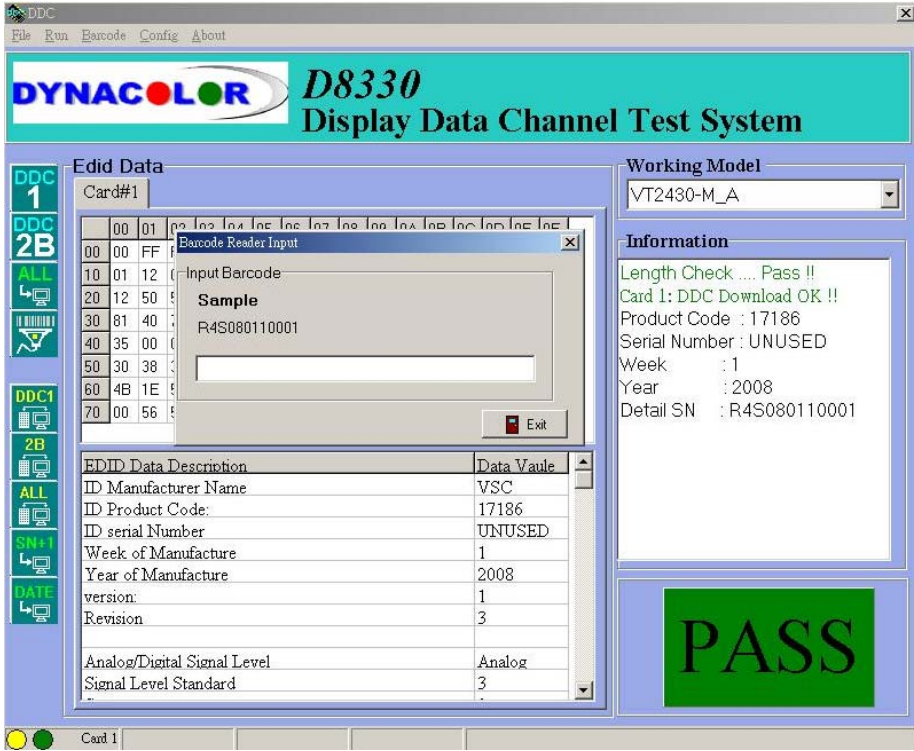 DDC
File Run Barcode Config About
DYNACOLOR
D8330
Display Data Channel Test System
DDC
1
DDC
2B
ALL
DDC1
2B
ALL
SN+1
DATE
Edid Data
Card#1
00 01
00 00 FF
10 01 12
20 12 50
30 81 40
40 35 00
50 30 38
60 4B 1E
70 00 56
Barcode Reader Input
Input Barcode
Sample
R4S080110001
Exit
EDID Data Description Data Vaule
ID Manufacturer Name VSC
ID Product Code: 17186
ID serial Number UNUSED
Week of Manufacture 1
Year of Manufacture 2008
version: 1
Revision 3
Analog/Digital Signal Level Analog
Signal Level Standard 3
Working Model
VT2430-M_A
Information
Length Check .... Pass !!
Card 1: DDC Download OK !!
Product Code : 17186
Serial Number : UNUSED
Week : 1
Year : 2008
Detail SN : R4S080110001
PASS
Card 1